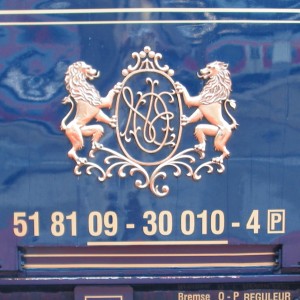 51 81 09 - 30 010 - 4 P
Bremse O - P REGULEUR